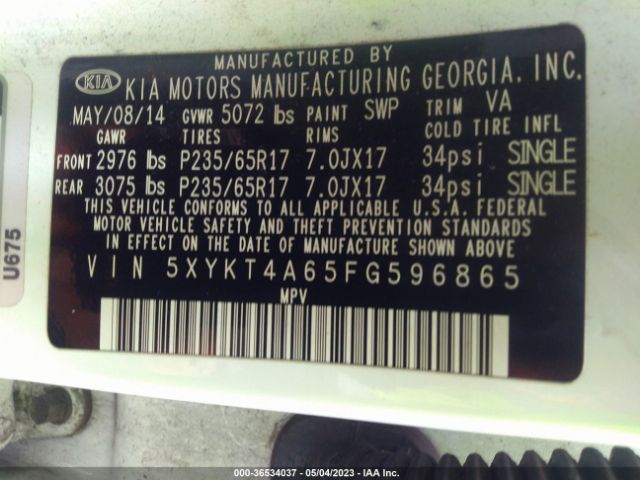 MANUFACTURED BY
KIA KIA MOTORS MANUFACTURING GEORGIA, INC.
MAY/08/14 GVWR 5072 lbs PAINT SWP TRIM VA
GAWR TIRES RIMS COLD TIRE INFL
FRONT 2976 lbs P235/65R17 7.0JX17 34psi SINGLE
REAR 3075 lbs P235/65R17 7.0JX17 34psi SINGLE
THIS VEHICLE CONFORMS TO ALL APPLICABLE U.S.A. FEDERAL
MOTOR VEHICLE SAFETY AND THEFT PREVENTION STANDARDS
IN EFFECT ON THE DATE OF MANUFACTURE SHOWN ABOVE.
VIN 5XYKT4A65FG596865
MPV
U675
000-36534037 - 05/04/2023 - IAA Inc.